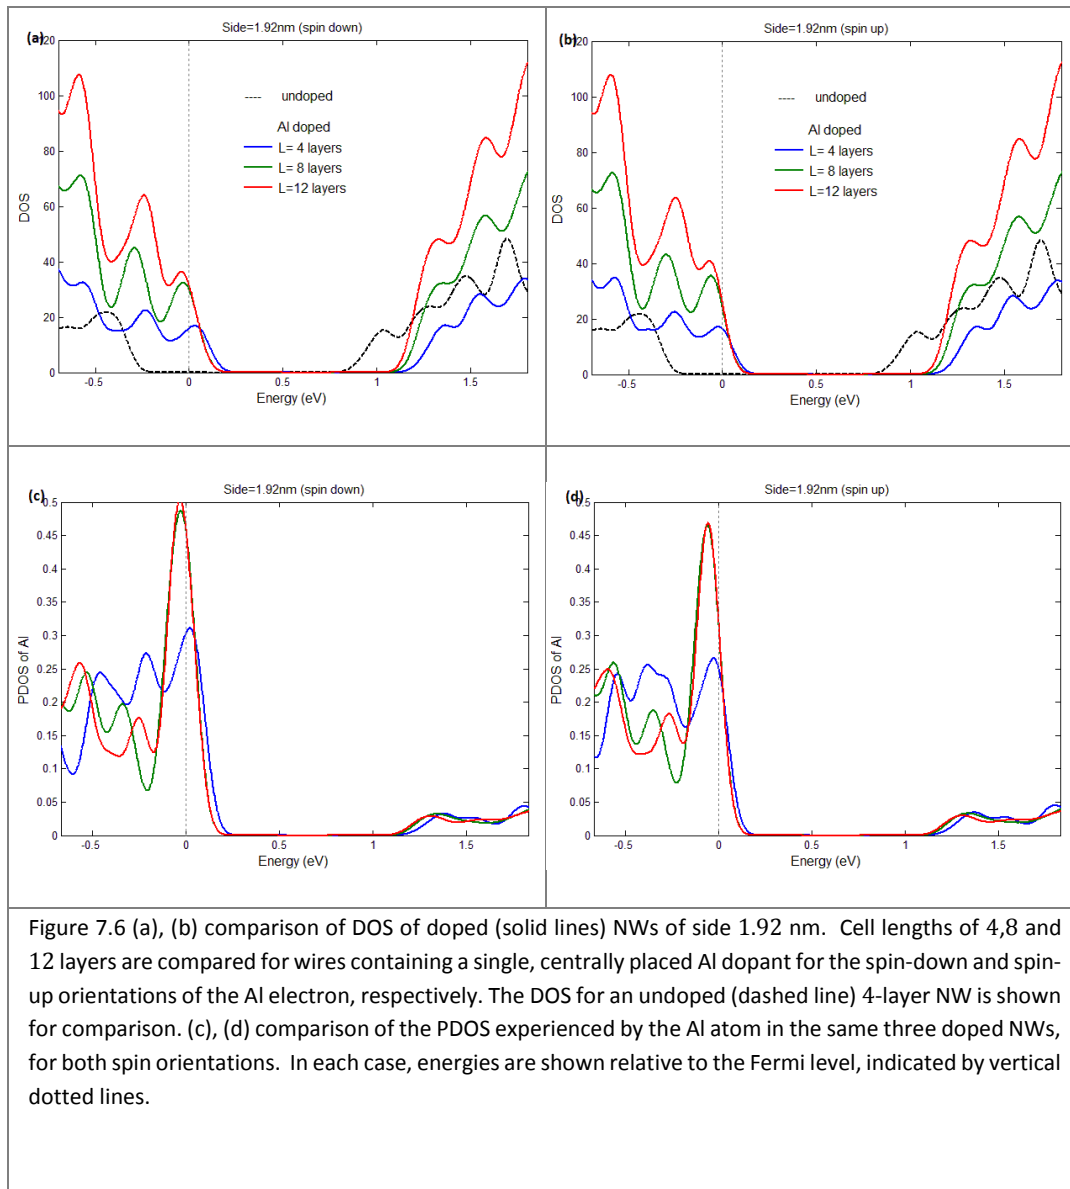 (a)
Side=1.92nm (spin down)
120
100
80
60
40
20
0
DOS
undoped
Al doped
L= 4 layers
L= 8 layers
L=12 layers
-0.5
0
0.5
1
1.5
Energy (eV)
(b)
Side=1.92nm (spin up)
120
100
80
60
40
20
0
DOS
undoped
Al doped
L= 4 layers
L= 8 layers
L=12 layers
-0.5
0
0.5
1
1.5
Energy (eV)
(c)
Side=1.92nm (spin down)
0.5
0.45
0.4
0.35
0.3
0.25
0.2
0.15
0.1
0.05
0
PDOS of Al
-0.5
0
0.5
1
1.5
Energy (eV)
(d)
Side=1.92nm (spin up)
0.5
0.45
0.4
0.35
0.3
0.25
0.2
0.15
0.1
0.05
0
PDOS of Al
-0.5
0
0.5
1
1.5
Energy (eV)
Figure 7.6 (a), (b) comparison of DOS of doped (solid lines) NWs of side 1.92 nm. Cell lengths of 4,8 and
12 layers are compared for wires containing a single, centrally placed Al dopant for the spin-down and spin-
up orientations of the Al electron, respectively. The DOS for an undoped (dashed line) 4-layer NW is shown
for comparison. (c), (d) comparison of the PDOS experienced by the Al atom in the same three doped NWs,
for both spin orientations. In each case, energies are shown relative to the Fermi level, indicated by vertical
dotted lines.